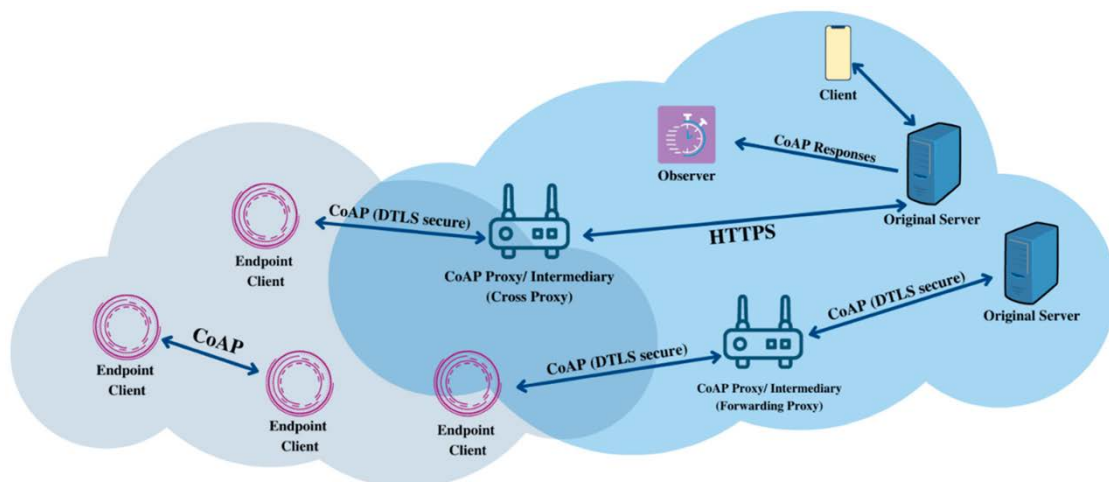 Client
CoAP Responses
Observer
Original Server
CoAP (DTLS secure)
HTTPS
Endpoint
Client
CoAP Proxy/ Intermediary
(Cross Proxy)
CoAP (DTLS secure)
Original Server
CoAP
Endpoint
Client
CoAP (DTLS secure)
CoAP Proxy/ Intermediary
(Forwarding Proxy)
Endpoint
Client
Endpoint
Client